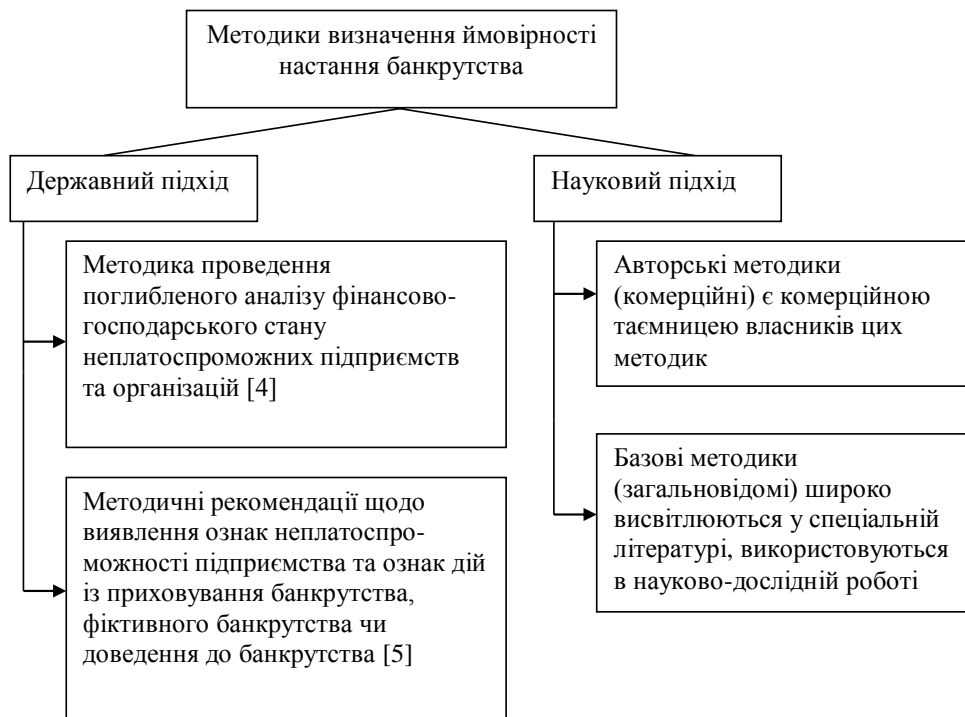 Методики визначення ймовірності
настання банкрутства
Державний підхід
Науковий підхід
Методика проведення
поглибленого аналізу фінансово-
господарського стану
неплатоспроможних підприємств
та організацій [4]
Авторські методики
(комерційні) є комерційною
таємницею власників цих
методик
Методичні рекомендації щодо
виявлення ознак неплатоспро-
можності підприємства та ознак дій
із приховування банкрутства,
фіктивного банкрутства чи
доведення до банкрутства [5]
Базові методики
(загальновідомі) широко
висвітлюються у спеціальній
літературі, використовуються
в науково-дослідній роботі